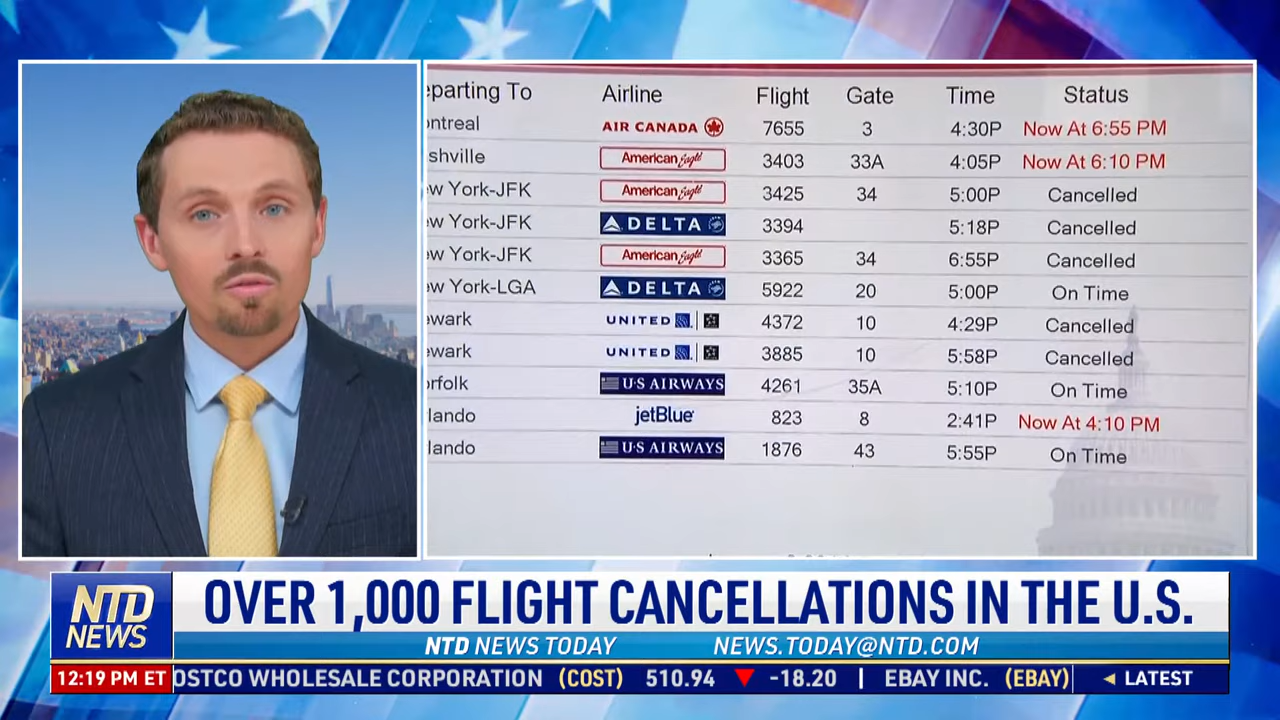 eparting To Airline Flight Gate Time Status
ontreal AIR CANADA 7655 3 4:30P Now At 6:55 PM
shville American Eagle 3403 33A 4:05P Now At 6:10 PM
ew York-JFK American Eagle 3425 34 5:00P Cancelled
ew York-JFK DELTA 3394 5:18P Cancelled
ew York-JFK American Eagle 3365 34 6:55P Cancelled
ew York-LGA DELTA 5922 20 5:00P On Time
ewark UNITED 4372 10 4:29P Cancelled
ewark UNITED 3885 10 5:58P Cancelled
orfolk U·S AIRWAYS 4261 35A 5:10P On Time
rlando jetBlue 823 8 2:41P Now At 4:10 PM
rlando U·S AIRWAYS 1876 43 5:55P On Time
NTD
NEWS
OVER 1,000 FLIGHT CANCELLATIONS IN THE U.S.
NTD NEWS TODAY NEWS.TODAY@NTD.COM
12:19 PM ET OSTCO WHOLESALE CORPORATION (COST) 510.94 ▼ -18.20 | EBAY INC. (EBAY) ◄ LATEST